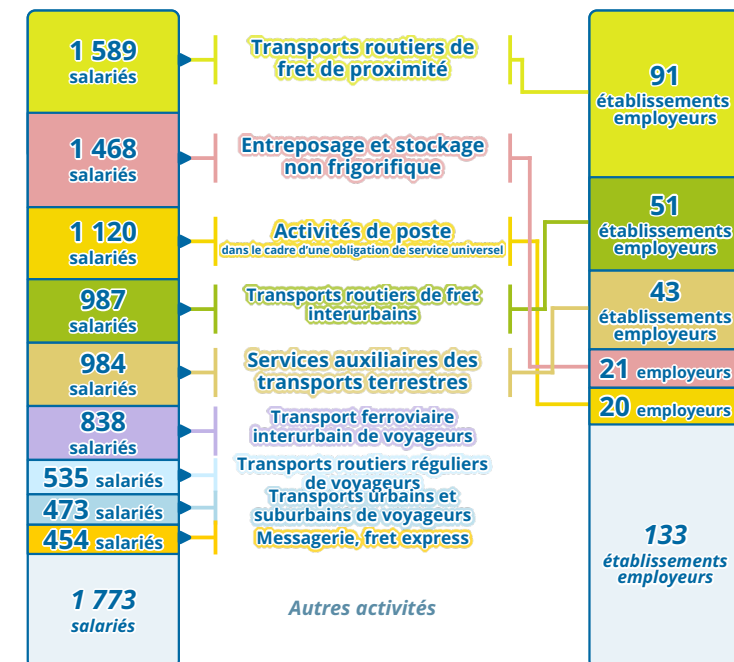 1 589
salariés
1 468
salariés
1 120
salariés
987
salariés
984
salariés
838
salariés
535 salariés
473 salariés
454 salariés
1 773
salariés
Transports routiers de
fret de proximité
Entreposage et stockage
non frigorifique
Activités de poste
dans le cadre d'une obligation de service universel
Transports routiers de fret
interurbains
Services auxiliaires des
transports terrestres
Transport ferroviaire
interurbain de voyageurs
Transports routiers réguliers
de voyageurs
Transports urbains et
suburbains de voyageurs
Messagerie, fret express
Autres activités
91
établissements
employeurs
51
établissements
employeurs
43
établissements
employeurs
21 employeurs
20 employeurs
133
établissements
employeurs